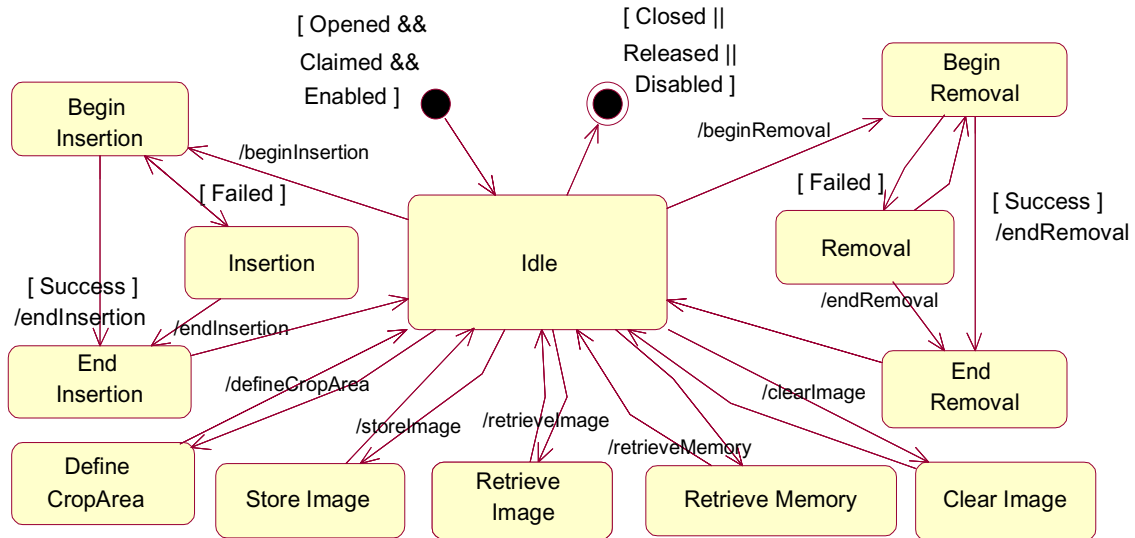 [ Opened &&
Claimed &&
Enabled ]
[ Closed ||
Released ||
Disabled ]
Begin
Insertion
Begin
Removal
/beginInsertion
/beginRemoval
[ Failed ]
[ Failed ]
[ Success ]
/endRemoval
Insertion
Idle
Removal
[ Success ]
/endInsertion
/endInsertion
/endRemoval
End
Insertion
End
Removal
/defineCropArea
/storeImage
/retrieveImage
/retrieveMemory
/clearImage
Define
CropArea
Store Image
Retrieve
Image
Retrieve Memory
Clear Image